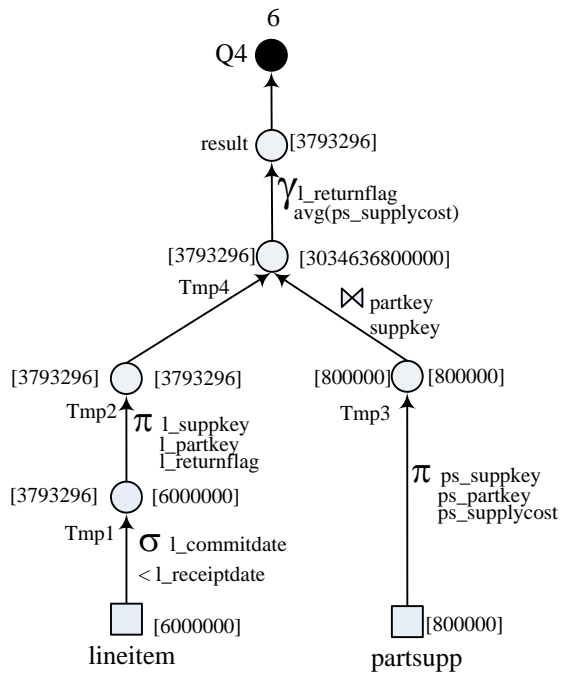 6
Q4
result [3793296]
γ l_returnflag
avg(ps_supplycost)
[3793296] [3034636800000]
Tmp4
⋈ partkey
suppkey
[3793296] [3793296]
[800000] [800000]
Tmp2
Tmp3
π l_suppkey
l_partkey
l_returnflag
π ps_suppkey
ps_partkey
ps_supplycost
[3793296] [6000000]
Tmp1
σ l_commitdate
< l_receiptdate
[6000000]
[800000]
lineitem
partsupp